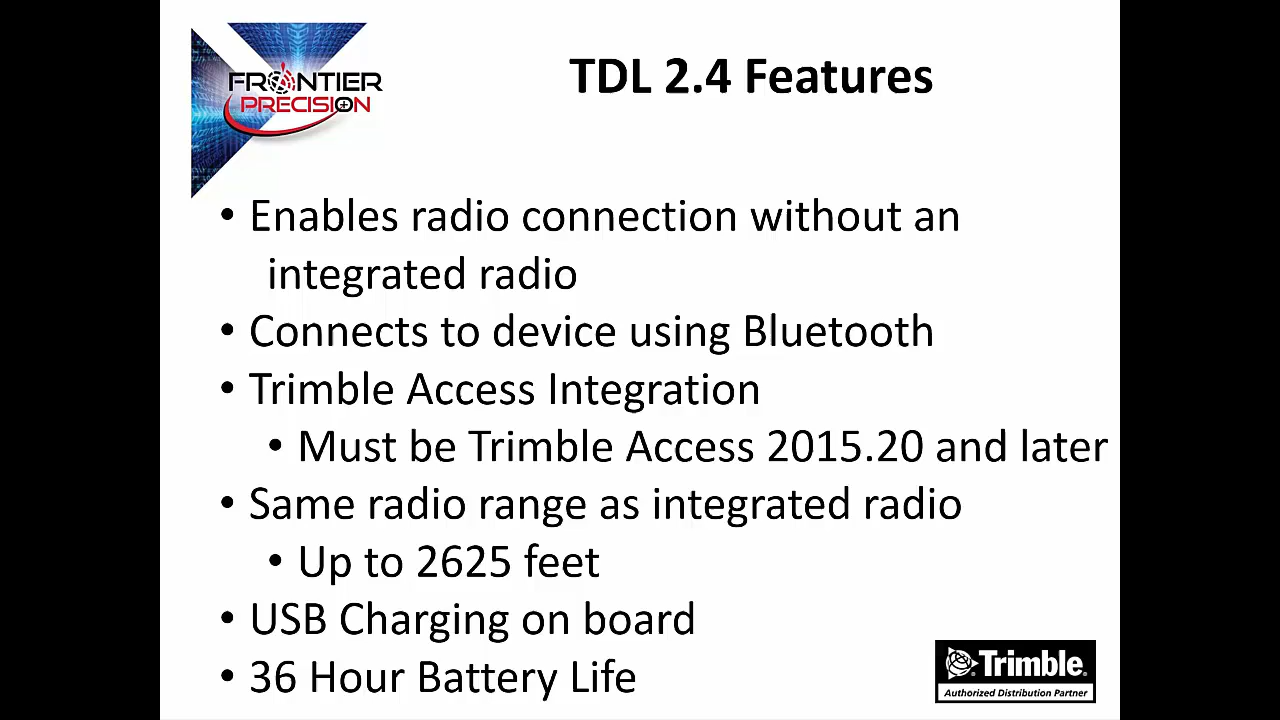 FRONTIER
PRECISION
TDL 2.4 Features
• Enables radio connection without an
integrated radio
• Connects to device using Bluetooth
• Trimble Access Integration
• Must be Trimble Access 2015.20 and later
• Same radio range as integrated radio
• Up to 2625 feet
• USB Charging on board
• 36 Hour Battery Life
Trimble
Authorized Distribution Partner